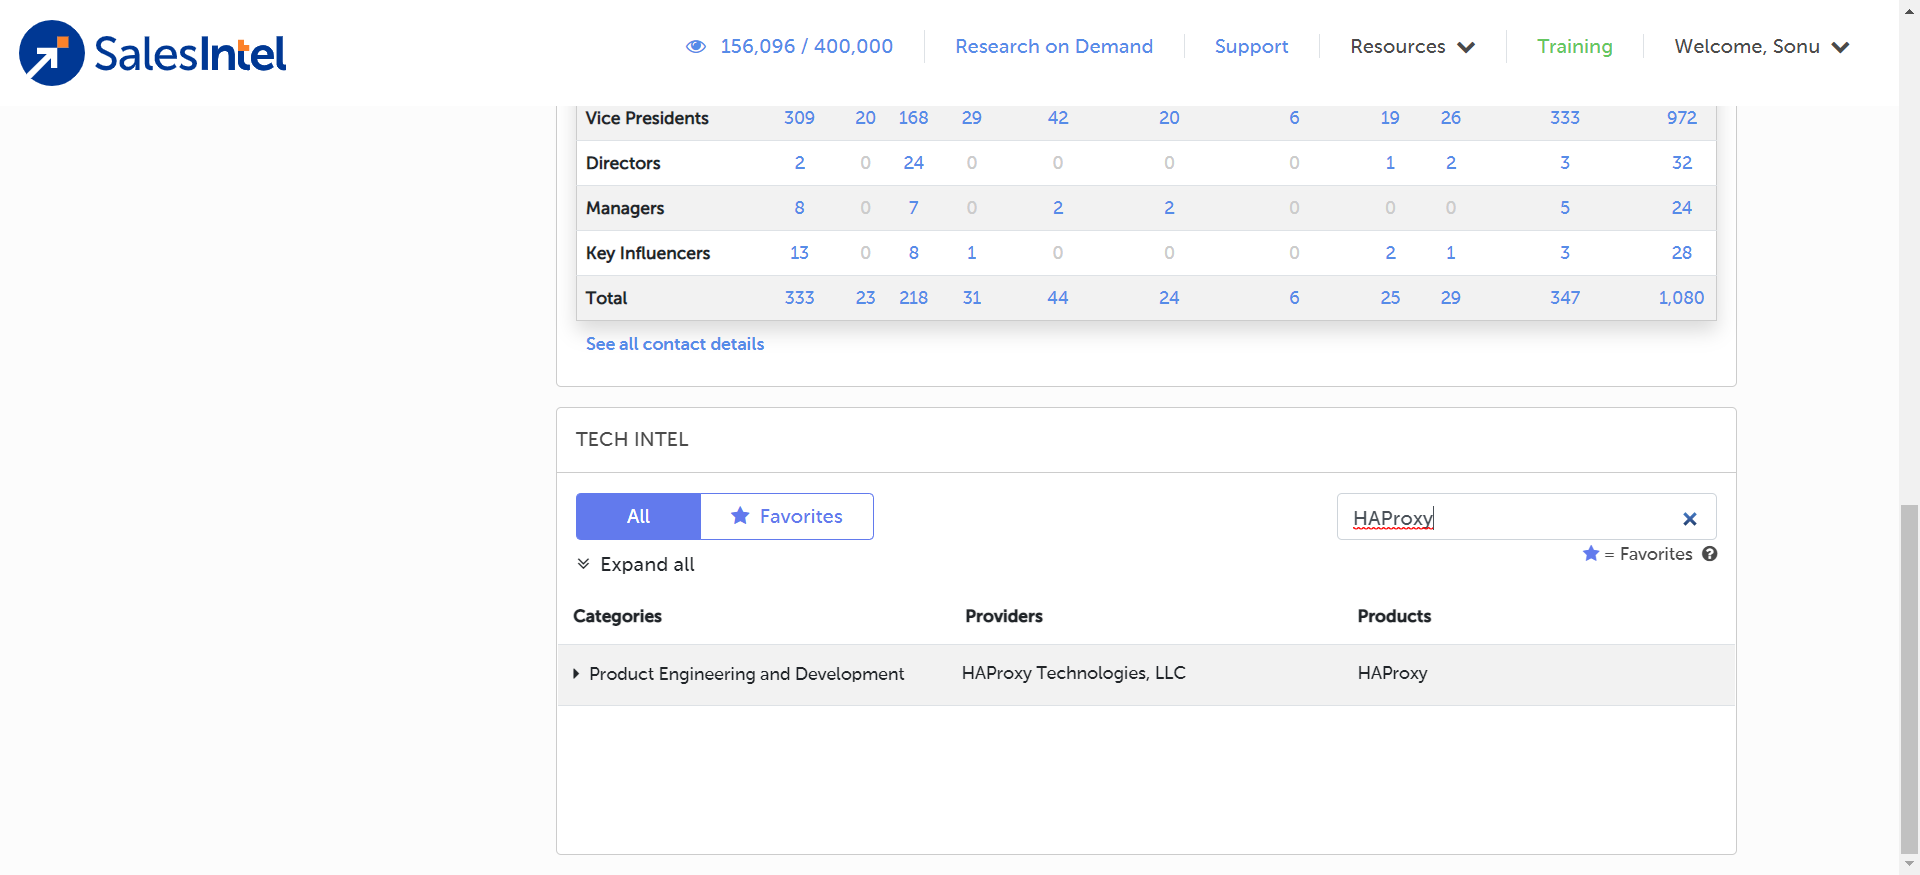 SalesIntel
156,096 / 400,000 Research on Demand Support Resources Training Welcome, Sonu
Vice Presidents 309 20 168 29 42 20 6 19 26 333 972
Directors 2 0 24 0 0 0 0 1 2 3 32
Managers 8 0 7 0 2 2 0 0 0 5 24
Key Influencers 13 0 8 1 0 0 0 2 1 3 28
Total 333 23 218 31 44 24 6 25 29 347 1,080
See all contact details
TECH INTEL
All Favorites HAProxy
= Favorites ?
Expand all
Categories Providers Products
Product Engineering and Development HAProxy Technologies, LLC HAProxy